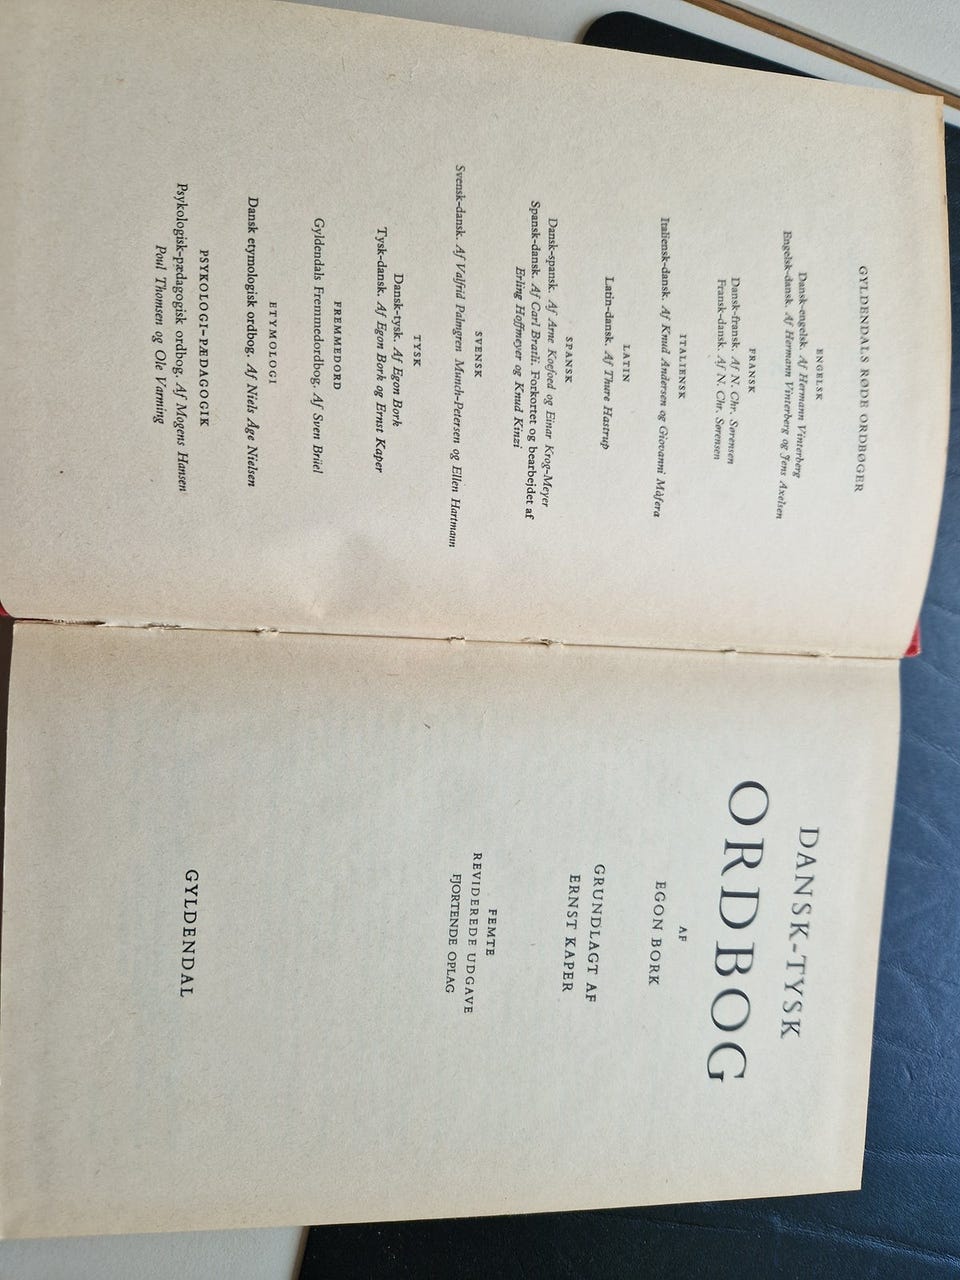 GYLDENDALS RØDE ORDBØGER
ENGELSK
Dansk-engelsk. Af Hermann Vinterberg
Engelsk-dansk. Af Hermann Vinterberg og Jens Axelsen
FRANSK
Dansk-fransk. Af N. Chr. Sørensen
Fransk-dansk. Af N. Chr. Sørensen
ITALIENSK
Italiensk-dansk. Af Knud Andersen og Giovanni Màfera
LATIN
Latin-dansk. Af Thure Hastrup
SPANSK
Dansk-spansk. Af Arne Koefoed og Einar Krog-Meyer
Spansk-dansk. Af Carl Bratli. Forkortet og bearbejdet af
Erling Hoffmeyer og Knud Kinzi
SVENSK
Svensk-dansk. Af Valfrid Palmgren Munch-Petersen og Ellen Hartmann
TYSK
Dansk-tysk. Af Egon Bork
Tysk-dansk. Af Egon Bork og Ernst Kaper
FREMMEDORD
Gyldendals Fremmedordbog. Af Sven Brüel
ETYMOLOGI
Dansk etymologisk ordbog. Af Niels Åge Nielsen
PSYKOLOGI-PÆDAGOGIK
Psykologisk-pædagogisk ordbog. Af Mogens Hansen
Poul Thomsen og Ole Varming
DANSK-TYSK
ORDBOG
AF
EGON BORK
GRUNDLAGT AF
ERNST KAPER
FEMTE
REVIDEREDE UDGAVE
FJORTENDE OPLAG
GYLDENDAL